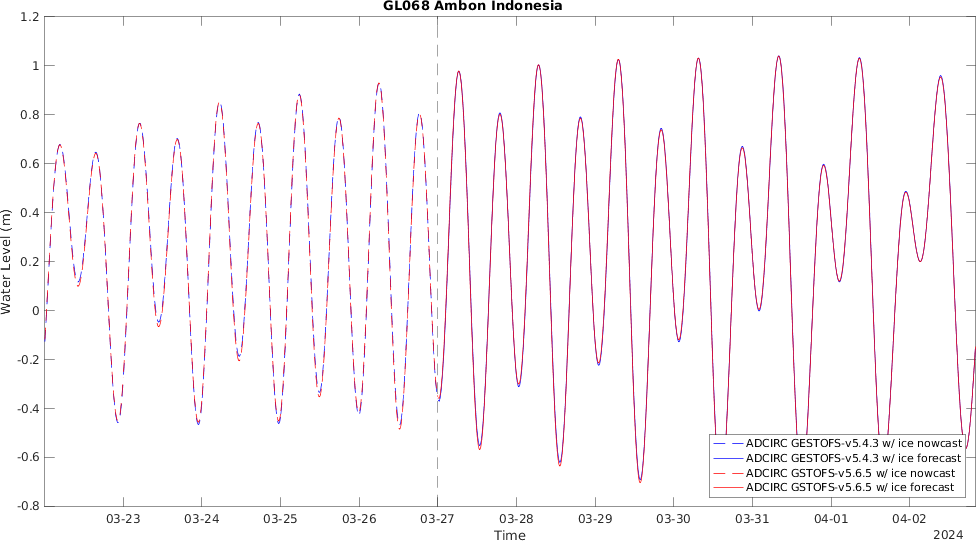 GL068 Ambon Indonesia
1.2
1
0.8
0.6
0.4
0.2
0
-0.2
-0.4
-0.6
-0.8
Water Level (m)
ADCIRC GESTOFS-v5.4.3 w/ ice nowcast
ADCIRC GESTOFS-v5.4.3 w/ ice forecast
ADCIRC GSTOFS-v5.6.5 w/ ice nowcast
ADCIRC GSTOFS-v5.6.5 w/ ice forecast
03-23 03-24 03-25 03-26 03-27 03-28 03-29 03-30 03-31 04-01 04-02
Time
2024